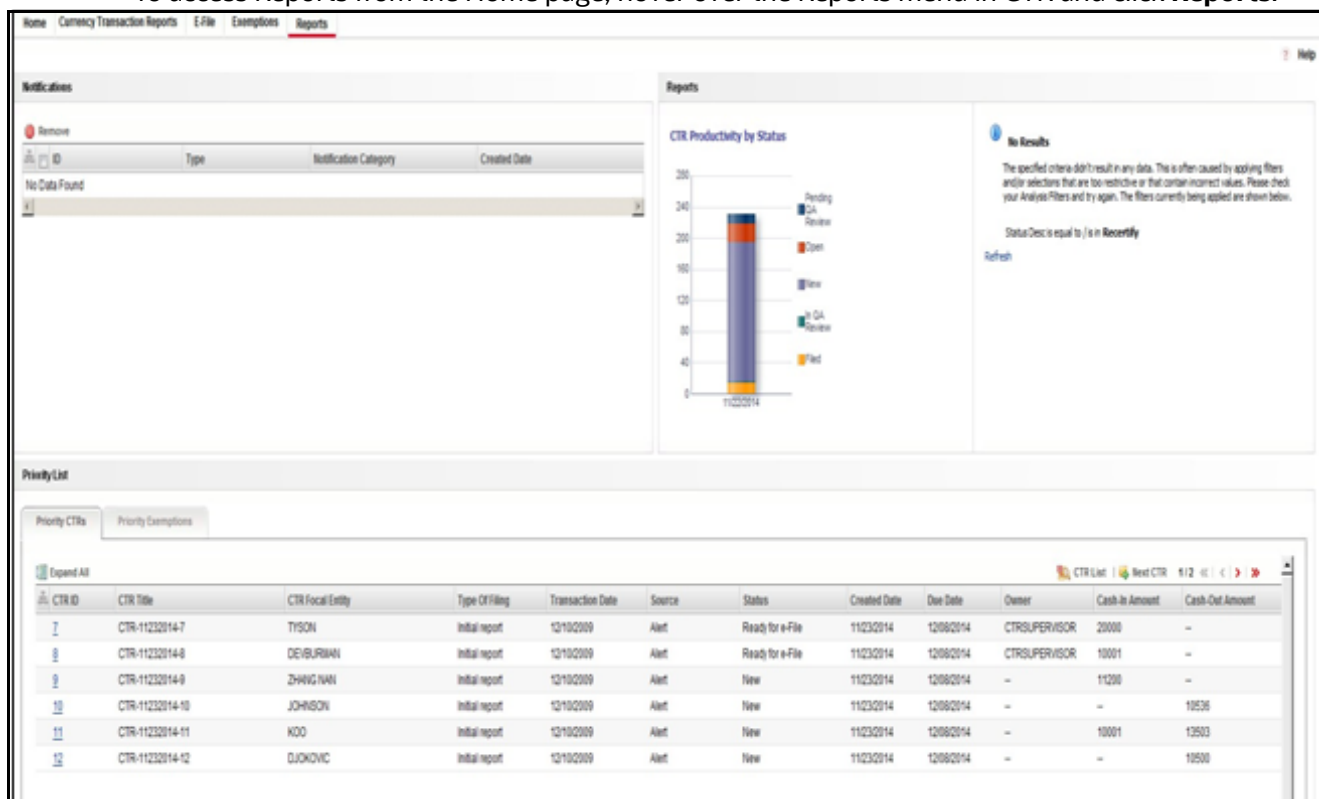 To access Reports from the Home page, hover over the Reports menu in CTR and click Reports.
Home Currency Transaction Reports E-File Exemptions Reports
? Help
Notifications
Remove
ID Type Notification Category Created Date
No Data Found
Reports
CTR Productivity by Status
280
240
200
160
120
80
40
0
11/22/2014
Pending
QA
Review
Open
New
In QA
Review
Filed
No Results
The specified criteria didn't result in any data. This is often caused by applying filters
and/or selections that are too restrictive or that contain incorrect values. Please check
your Analysis Filters and try again. The filters currently being applied are shown below.
Status Desc is equal to / is in Recertify
Refresh
Priority List
Priority CTRs Priority Exemptions
Expand All CTR List | Next CTR 1/2
CTR ID CTR Title CTR Focal Entity Type Of Filing Transaction Date Source Status Created Date Due Date Owner Cash-In Amount Cash-Out Amount
7 CTR-11232014-7 TYSON Initial report 12/10/2009 Alert Ready for e-File 11/23/2014 12/08/2014 CTRSUPERVISOR 20000 --
8 CTR-11232014-8 DEVBURMAN Initial report 12/10/2009 Alert Ready for e-File 11/23/2014 12/08/2014 CTRSUPERVISOR 10001 --
9 CTR-11232014-9 ZHANG NAN Initial report 12/10/2009 Alert New 11/23/2014 12/08/2014 -- 11200 --
10 CTR-11232014-10 JOHNSON Initial report 12/10/2009 Alert New 11/23/2014 12/08/2014 -- -- 10536
11 CTR-11232014-11 KOO Initial report 12/10/2009 Alert New 11/23/2014 12/08/2014 -- 10001 13503
12 CTR-11232014-12 DJOKOVIC Initial report 12/10/2009 Alert New 11/23/2014 12/08/2014 -- -- 10500